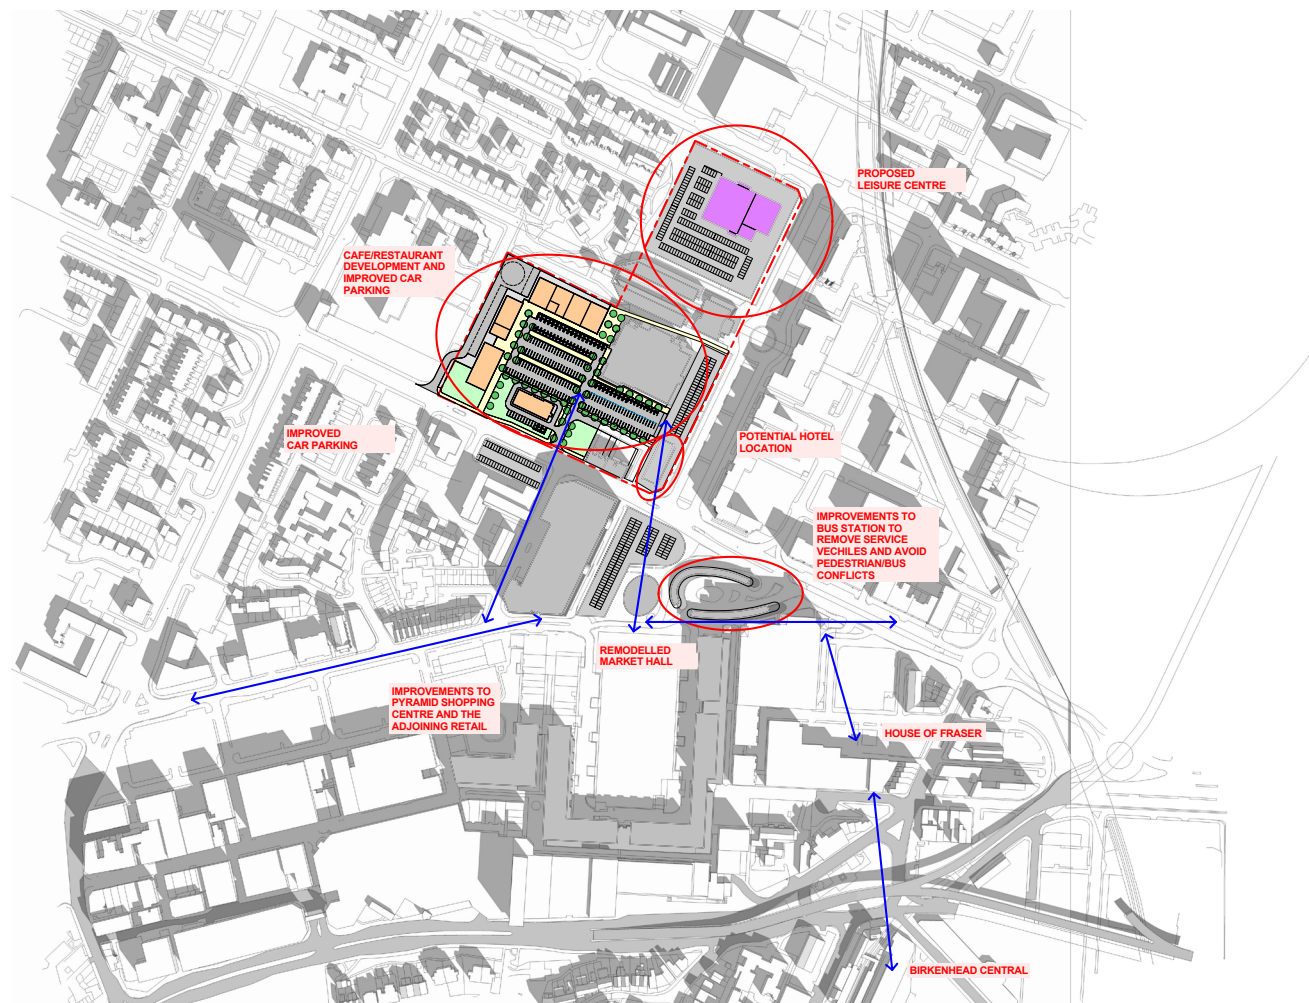 PROPOSED
LEISURE CENTRE
CAFE/RESTAURANT
DEVELOPMENT AND
IMPROVED CAR
PARKING
IMPROVED
CAR PARKING
POTENTIAL HOTEL
LOCATION
IMPROVEMENTS TO
BUS STATION TO
REMOVE SERVICE
VECHILES AND AVOID
PEDESTRIAN/BUS
CONFLICTS
REMODELLED
MARKET HALL
IMPROVEMENTS TO
PYRAMID SHOPPING
CENTRE AND THE
ADJOINING RETAIL
HOUSE OF FRASER
BIRKENHEAD CENTRAL